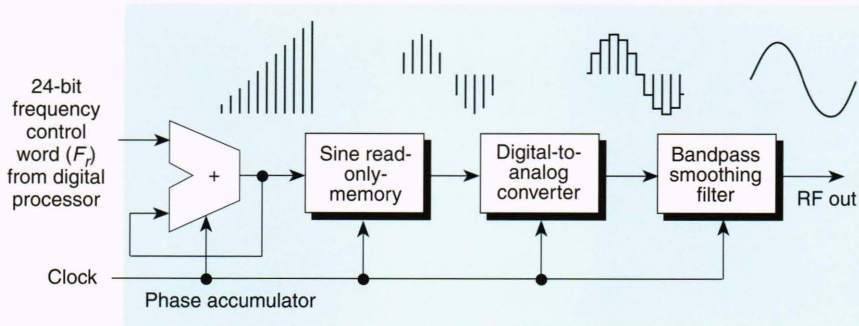 24-bit
frequency
control
word (Fr)
from digital
processor
+
Sine read-
only-
memory
Digital-to-
analog
converter
Bandpass
smoothing
filter
RF out
Clock
Phase accumulator